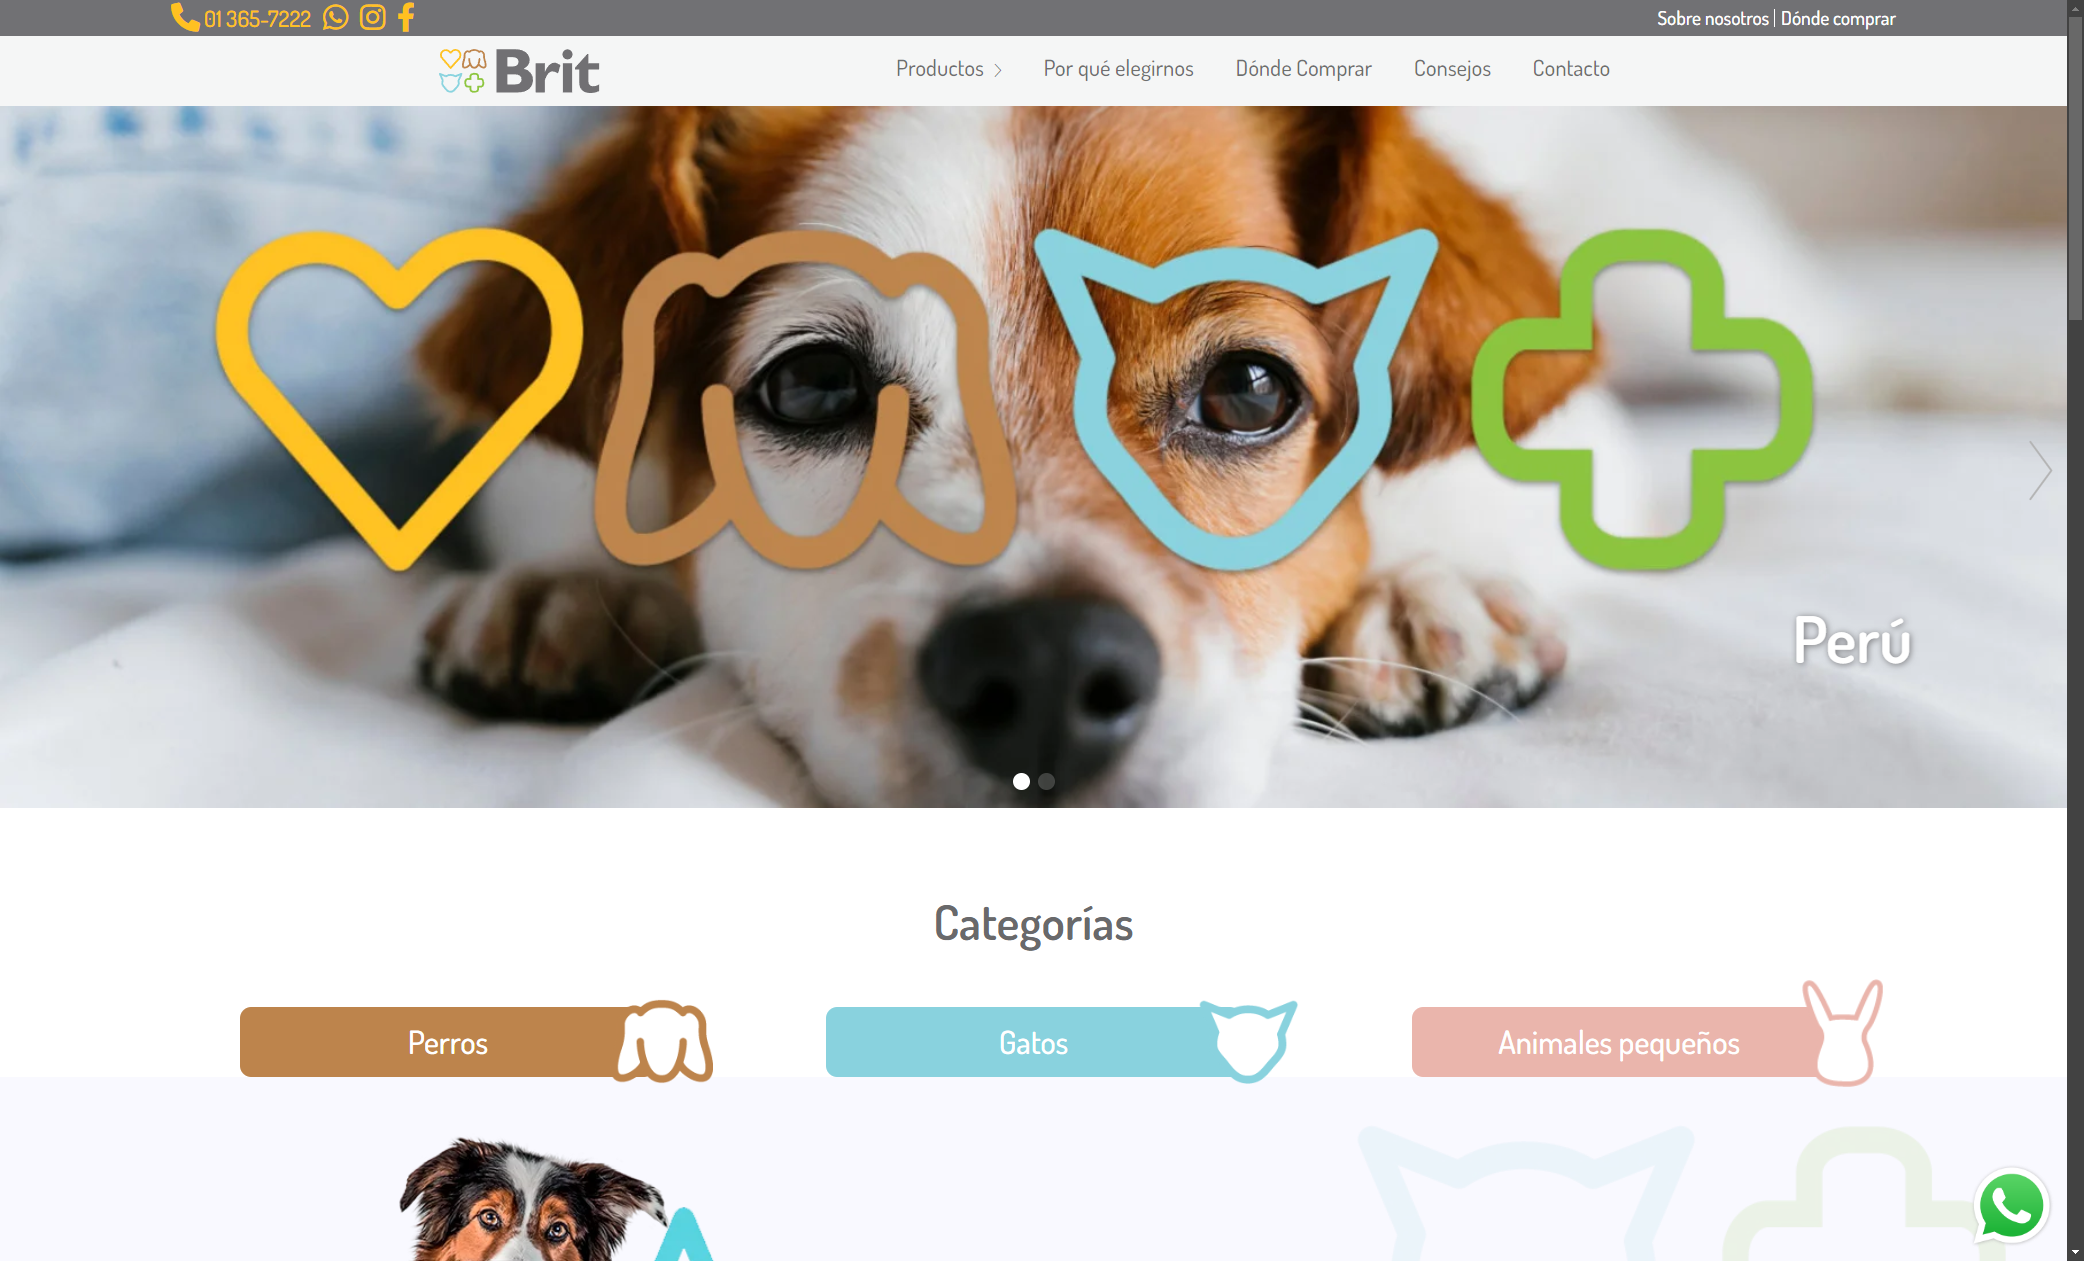 01 365-7222
Sobre nosotros | Dónde comprar
Brit
Productos
Por qué elegirnos
Dónde Comprar
Consejos
Contacto
Perú
Categorías
Perros
Gatos
Animales pequeños